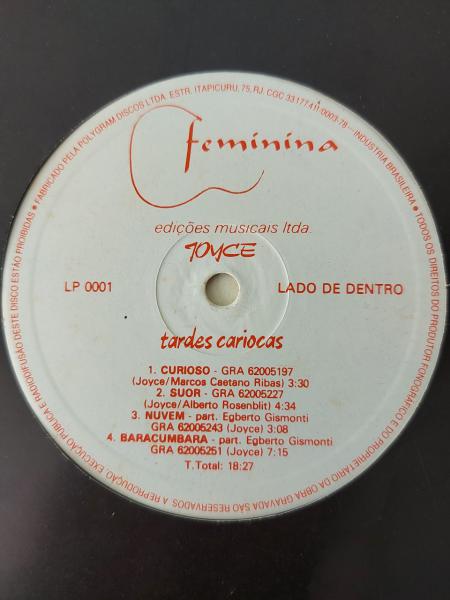 • FABRICADO PELA POLYGRAM DISCOS LTDA. ESTR. ITAPICURU, 75, RJ. CGC 33.177.411/0003-78 - INDÚSTRIA BRASILEIRA • TODOS OS DIREITOS DO PRODUTOR FONOGRÁFICO E DO PROPRIETÁRIO DA OBRA GRAVADA SÃO RESERVADOS A REPRODUÇÃO, EXECUÇÃO PÚBLICA E RADIODIFUSÃO DESTE DISCO ESTÃO PROIBIDAS
feminina
edições musicais ltda.
JOYCE
LP 0001
LADO DE DENTRO
tardes cariocas
1. CURIOSO - GRA 62005197
(Joyce/Marcos Caetano Ribas) 3:30
2. SUOR - GRA 62005227
(Joyce/Alberto Rosenblit) 4:34
3. NUVEM - part. Egberto Gismonti
GRA 62005243 (Joyce) 3:08
4. BARACUMBARA - part. Egberto Gismonti
GRA 62005251 (Joyce) 7:15
T.Total: 18:27